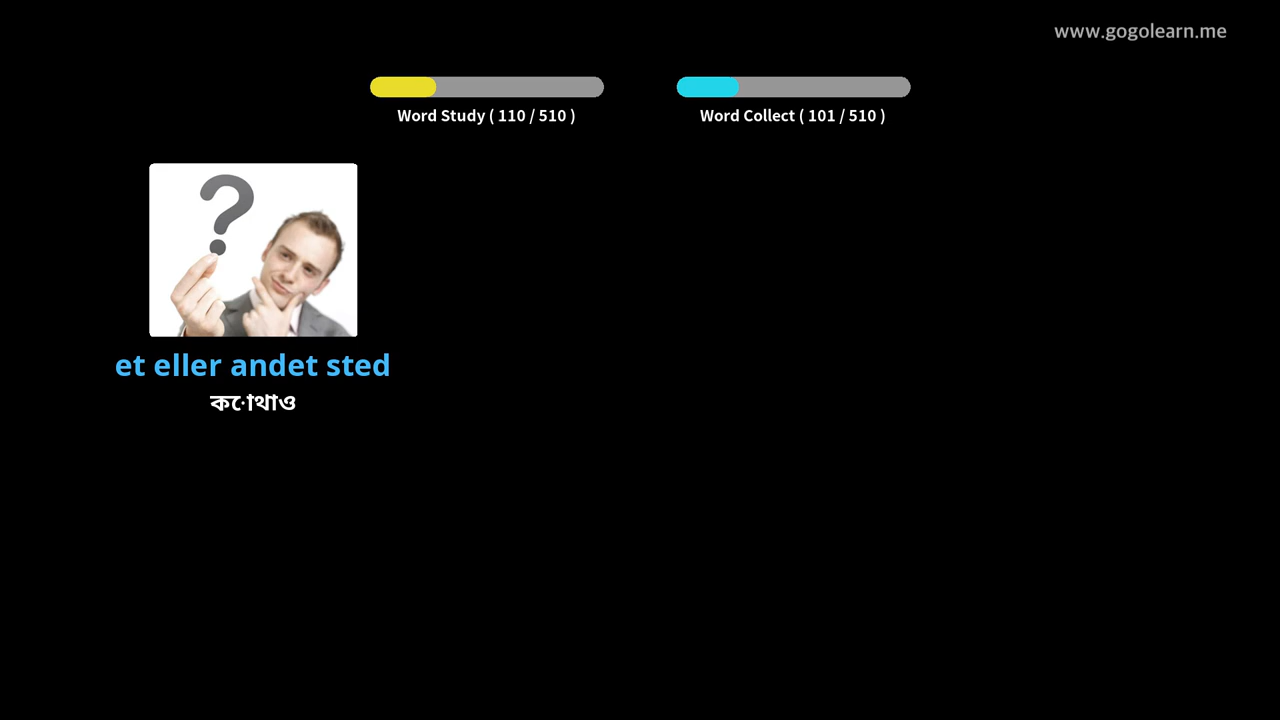 www.gogolearn.me
Word Study ( 110 / 510 )
Word Collect ( 101 / 510 )
et eller andet sted
কোথাও